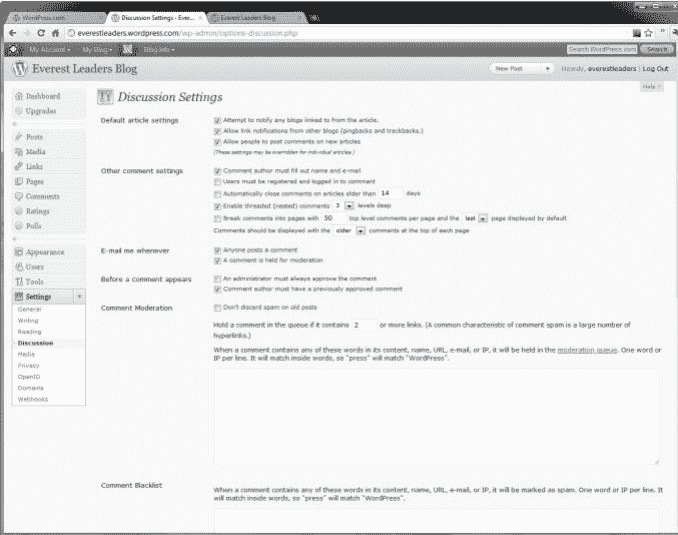 WordPress.com
Discussion Settings ‹ Ever...
Everest Leaders Blog
everestleaders.wordpress.com/wp-admin/options-discussion.php
My Account
My Blog
Blog Info
Search WordPress.com
Search
Everest Leaders Blog
New Post
Howdy, everestleaders | Log Out
Help
Dashboard
Upgrades
Posts
Media
Links
Pages
Comments
Ratings
Polls
Appearance
Users
Tools
Settings
General
Writing
Reading
Discussion
Media
Privacy
OpenID
Domains
Webhooks
Discussion Settings
Default article settings
Attempt to notify any blogs linked to from the article.
Allow link notifications from other blogs (pingbacks and trackbacks.)
Allow people to post comments on new articles
(These settings may be overridden for individual articles.)
Other comment settings
Comment author must fill out name and e-mail
Users must be registered and logged in to comment
Automatically close comments on articles older than 14 days
Enable threaded (nested) comments 3 levels deep
Break comments into pages with 50 top level comments per page and the last page displayed by default
Comments should be displayed with the older comments at the top of each page
E-mail me whenever
Anyone posts a comment
A comment is held for moderation
Before a comment appears
An administrator must always approve the comment
Comment author must have a previously approved comment
Comment Moderation
Don't discard spam on old posts
Hold a comment in the queue if it contains 2 or more links. (A common characteristic of comment spam is a large number of
hyperlinks.)
When a comment contains any of these words in its content, name, URL, e-mail, or IP, it will be held in the moderation queue. One word or
IP per line. It will match inside words, so "press" will match "WordPress".
Comment Blacklist
When a comment contains any of these words in its content, name, URL, e-mail, or IP, it will be marked as spam. One word or IP per line. It
will match inside words, so "press" will match "WordPress".